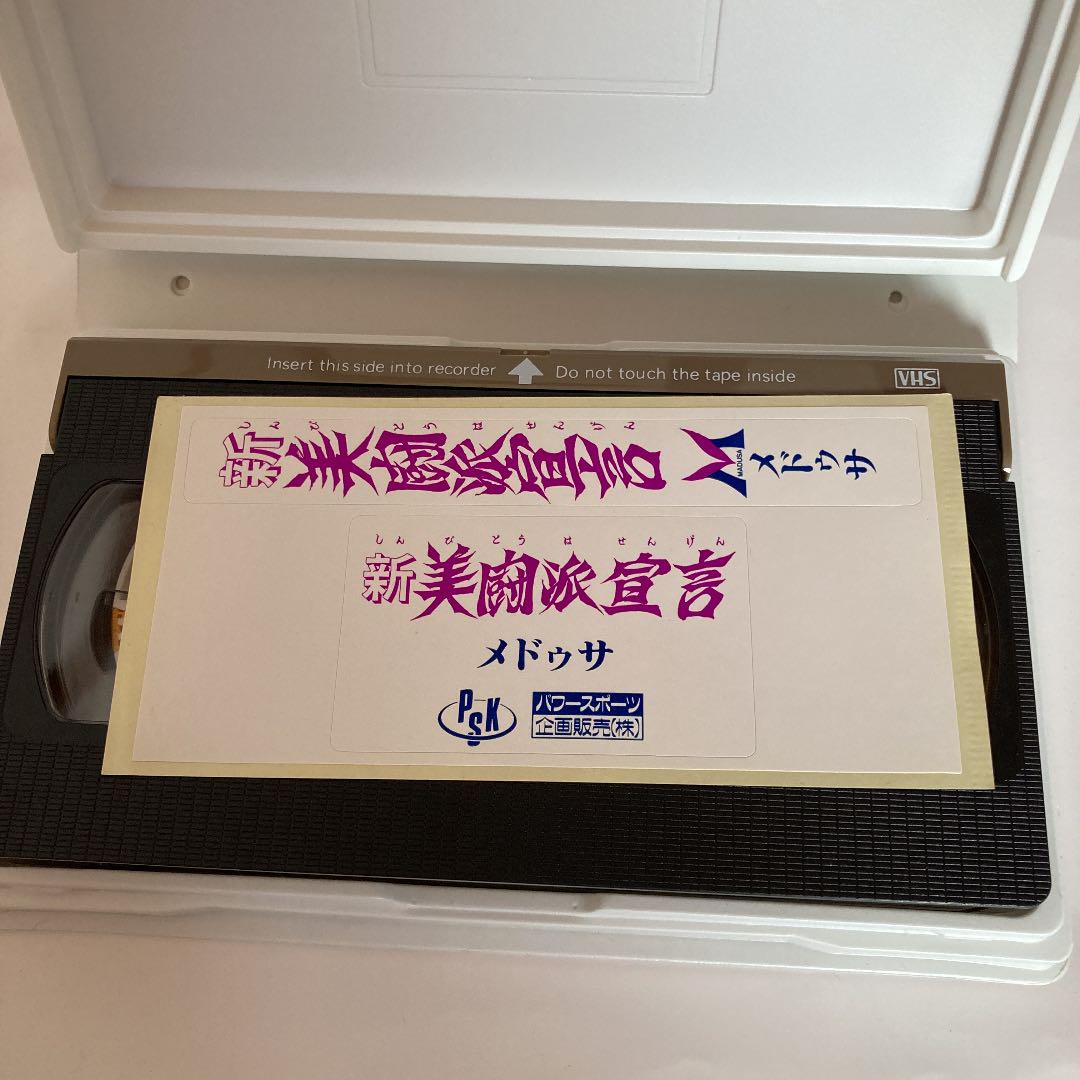 Insert this side into recorder Do not touch the tape inside VHS
しんびとうはせんげん
新美闘派宣言 MADUSA メドゥサ
しんびとうはせんげん
新美闘派宣言
メドゥサ
PSK パワースポーツ
企画販売(株)